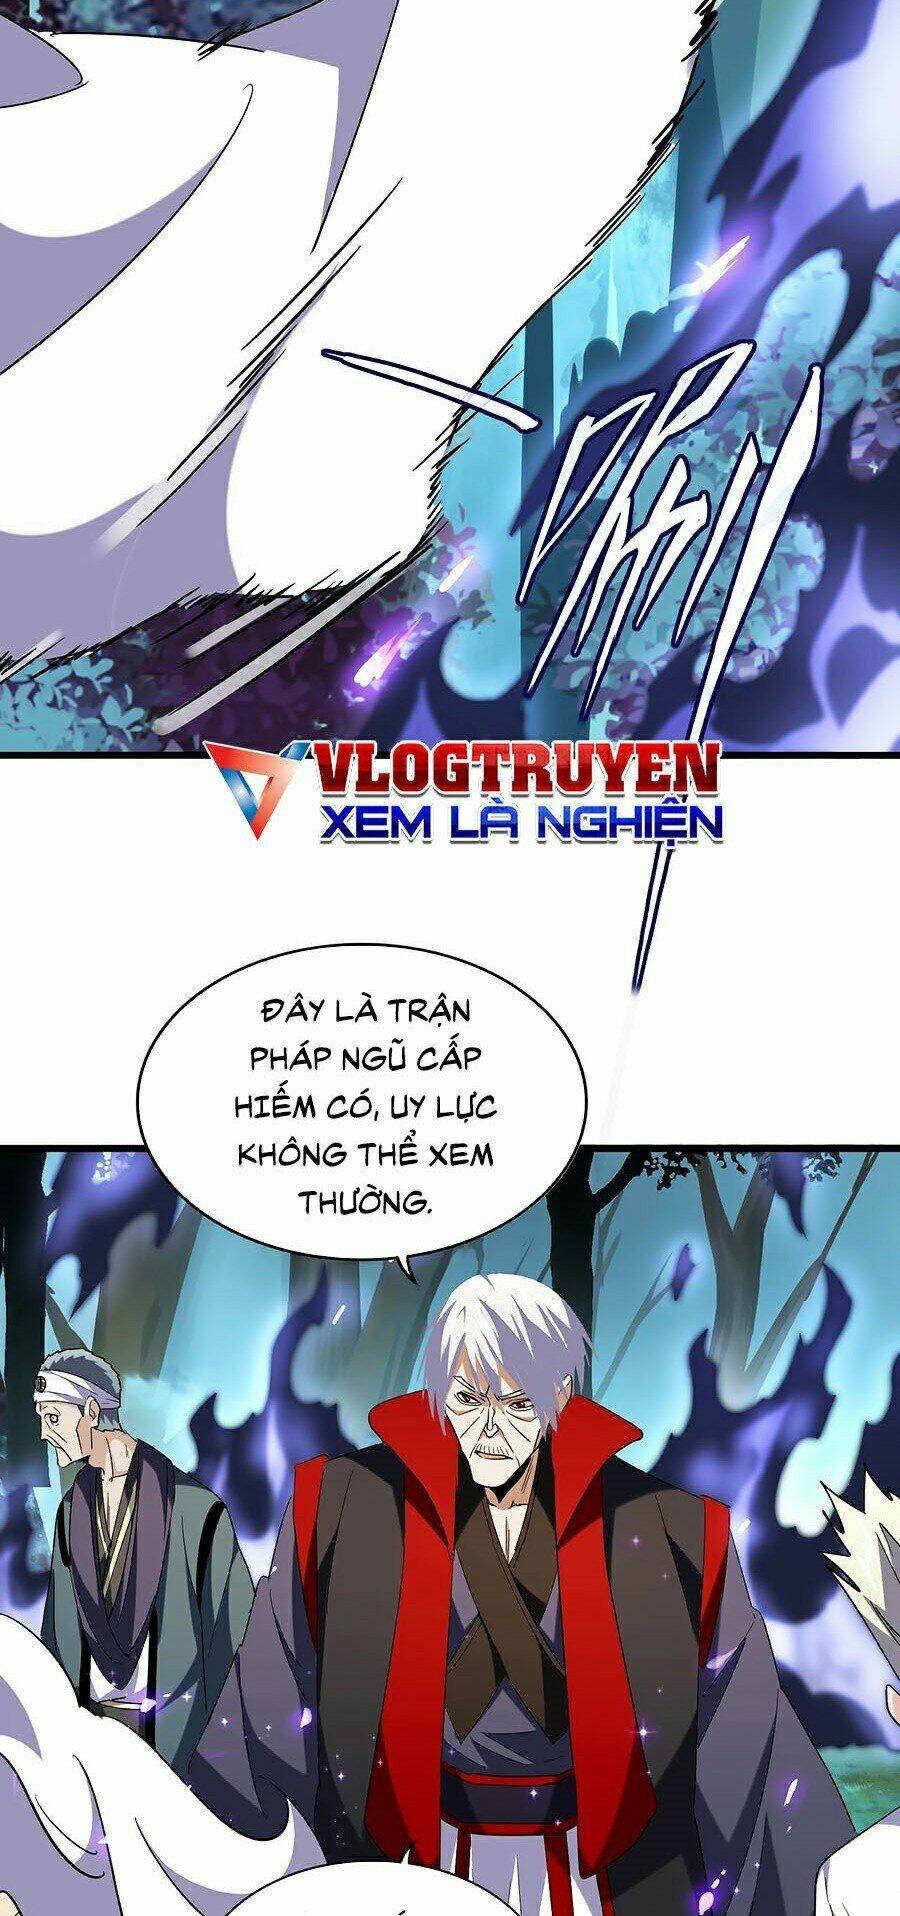 VLOGTRUYEN
XEM LÀ NGHIỆN
ĐÂY LÀ TRẬN
PHÁP NGŨ CẤP
HIẾM CÓ, UY LỰC
KHÔNG THỂ XEM
THƯỜNG.